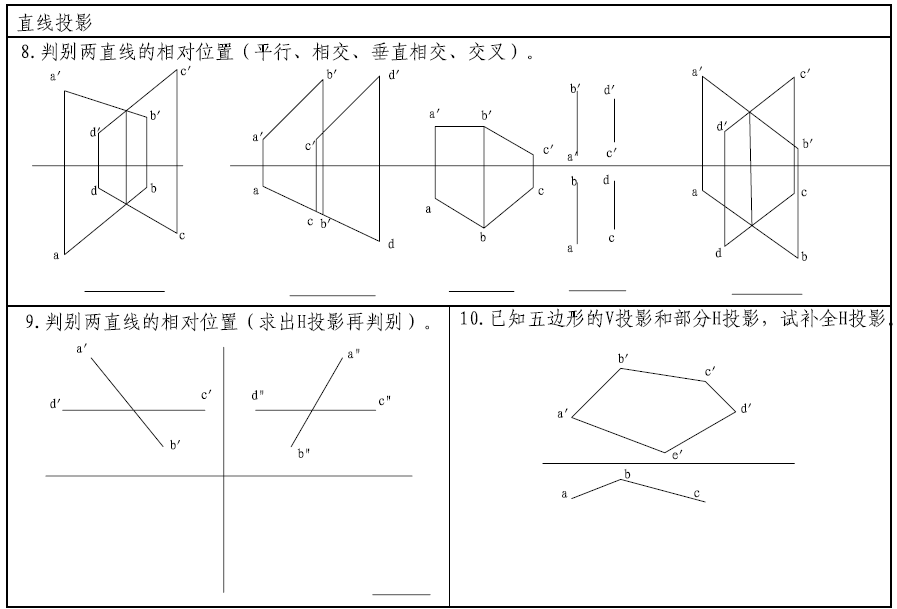 直线投影
8.判别两直线的相对位置（平行、相交、垂直相交、交叉）。
a′ c′ b′ d′ d b c a
b′ d′ a′ c′ a c b′ d
a′ b′ c′ c a b
b′ d′ a′ c′ b d a c
a′ c′ d′ b′ a c d b
9.判别两直线的相对位置（求出H投影再判别）。
a′ a"
d′ c′ d" c"
b′ b"
10.已知五边形的V投影和部分H投影，试补全H投影.
b′ c′
a′ d′
e′
b
a c